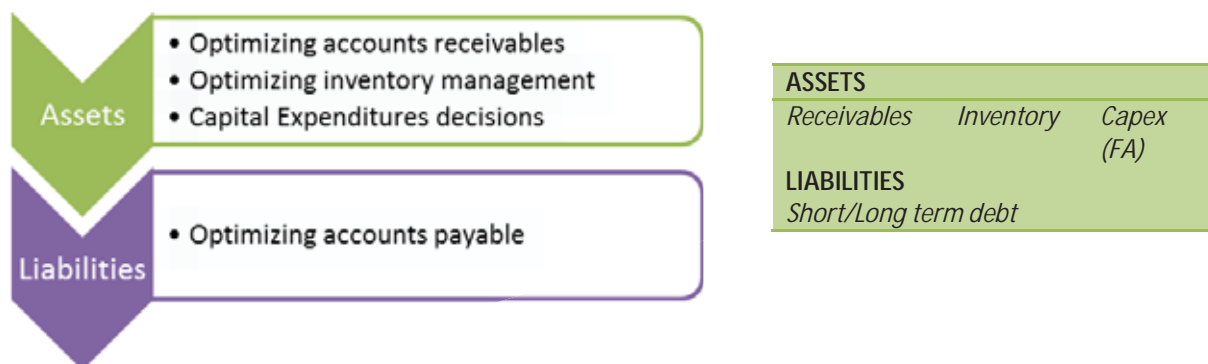 Assets
• Optimizing accounts receivables
• Optimizing inventory management
• Capital Expenditures decisions
Liabilities
• Optimizing accounts payable
ASSETS
Receivables Inventory Capex
(FA)
LIABILITIES
Short/Long term debt